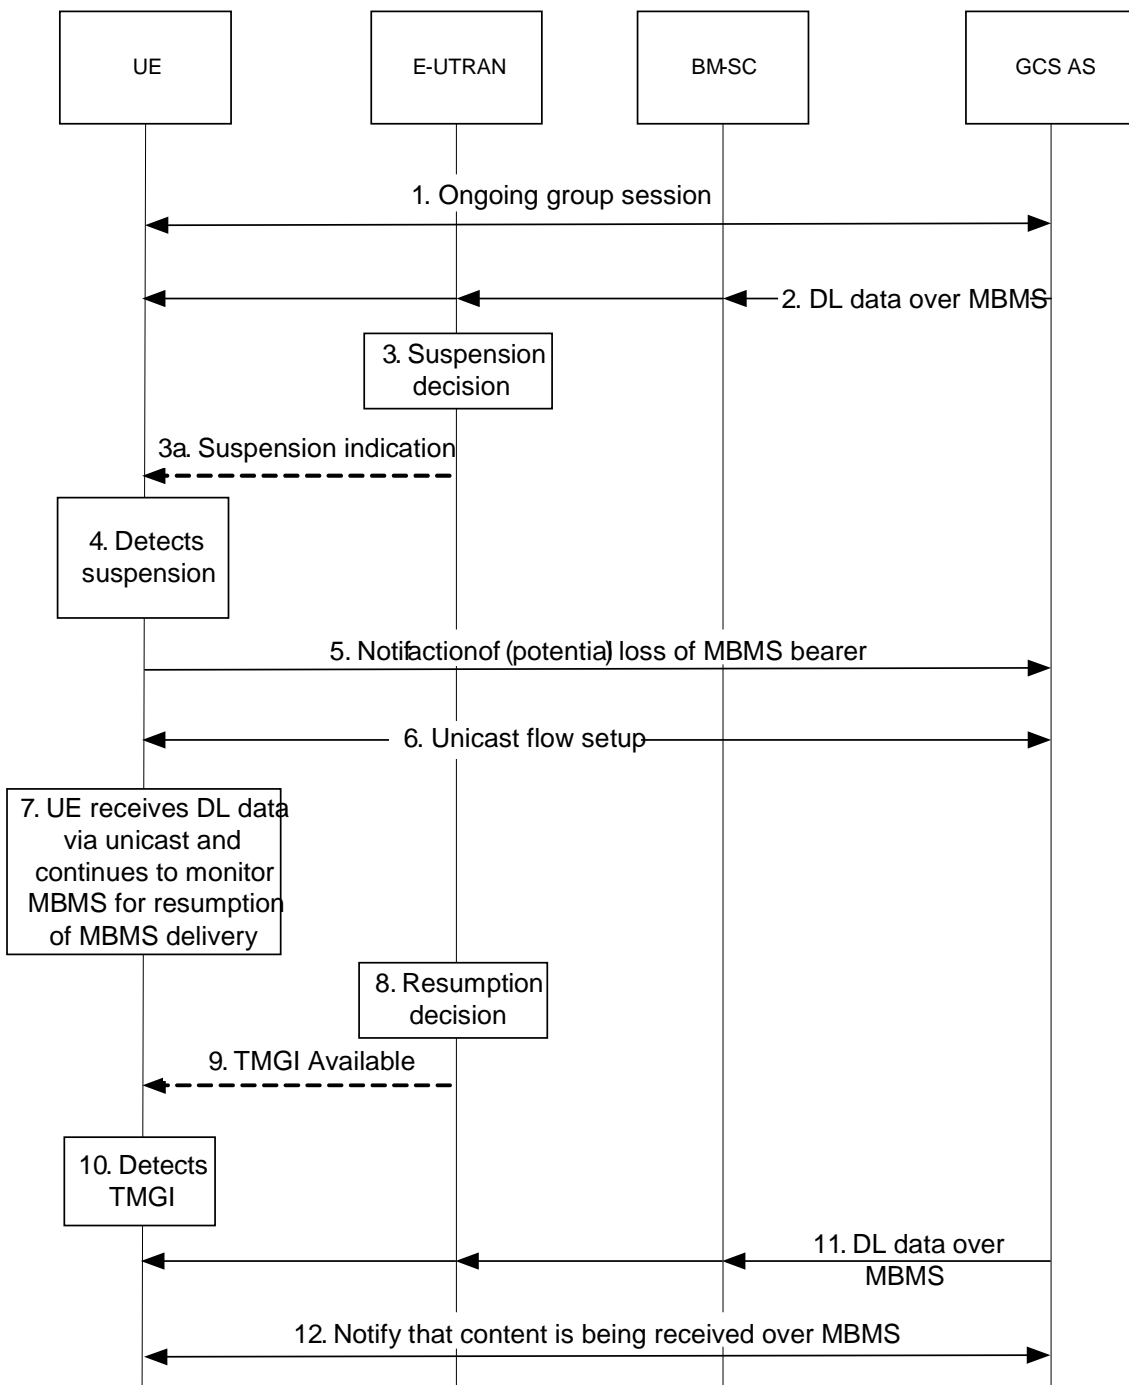 UE
E-UTRAN
BM-SC
GCS AS
1. Ongoing group session
2. DL data over MBMS
3. Suspension
decision
3a. Suspension indication
4. Detects
suspension
5. Notifactionof (potential) loss of MBMS bearer
6. Unicast flow setup
7. UE receives DL data
via unicast and
continues to monitor
MBMS for resumption
of MBMS delivery
8. Resumption
decision
9. TMGI Available
10. Detects
TMGI
11. DL data over
MBMS
12. Notify that content is being received over MBMS